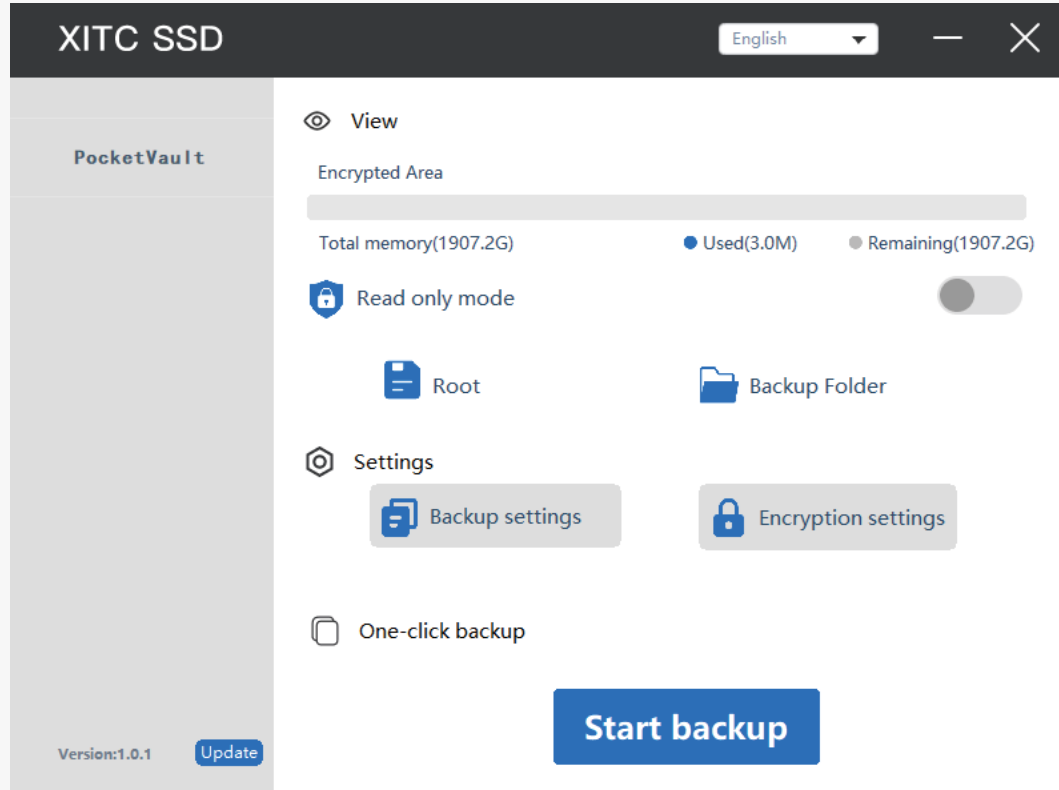 XITC SSD
English
PocketVault
View
Encrypted Area
Total memory(1907.2G)
Used(3.0M)
Remaining(1907.2G)
Read only mode
Root
Backup Folder
Settings
Backup settings
Encryption settings
One-click backup
Start backup
Version:1.0.1
Update